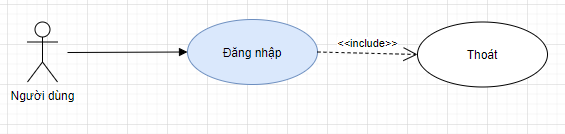 Đăng nhập
<<include>>
Thoát
Người dùng